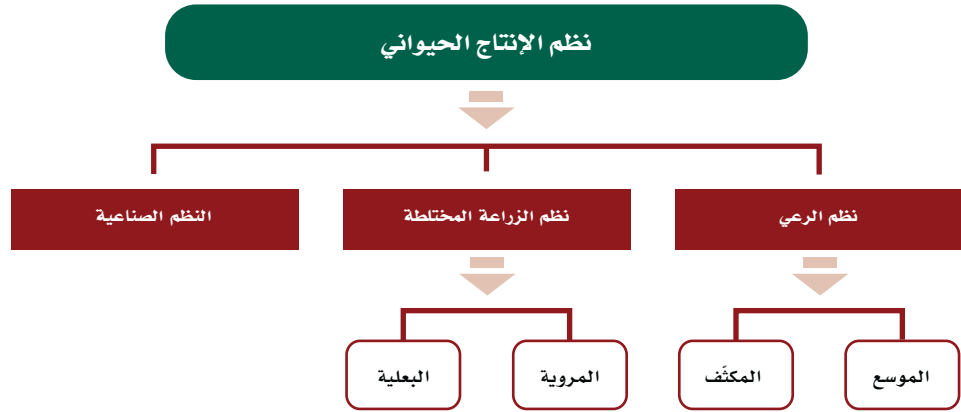 نظم الإنتاج الحيواني
نظم الرعي
نظم الزراعة المختلطة
النظم الصناعية
الموسع
المكثّف
المروية
البعلية